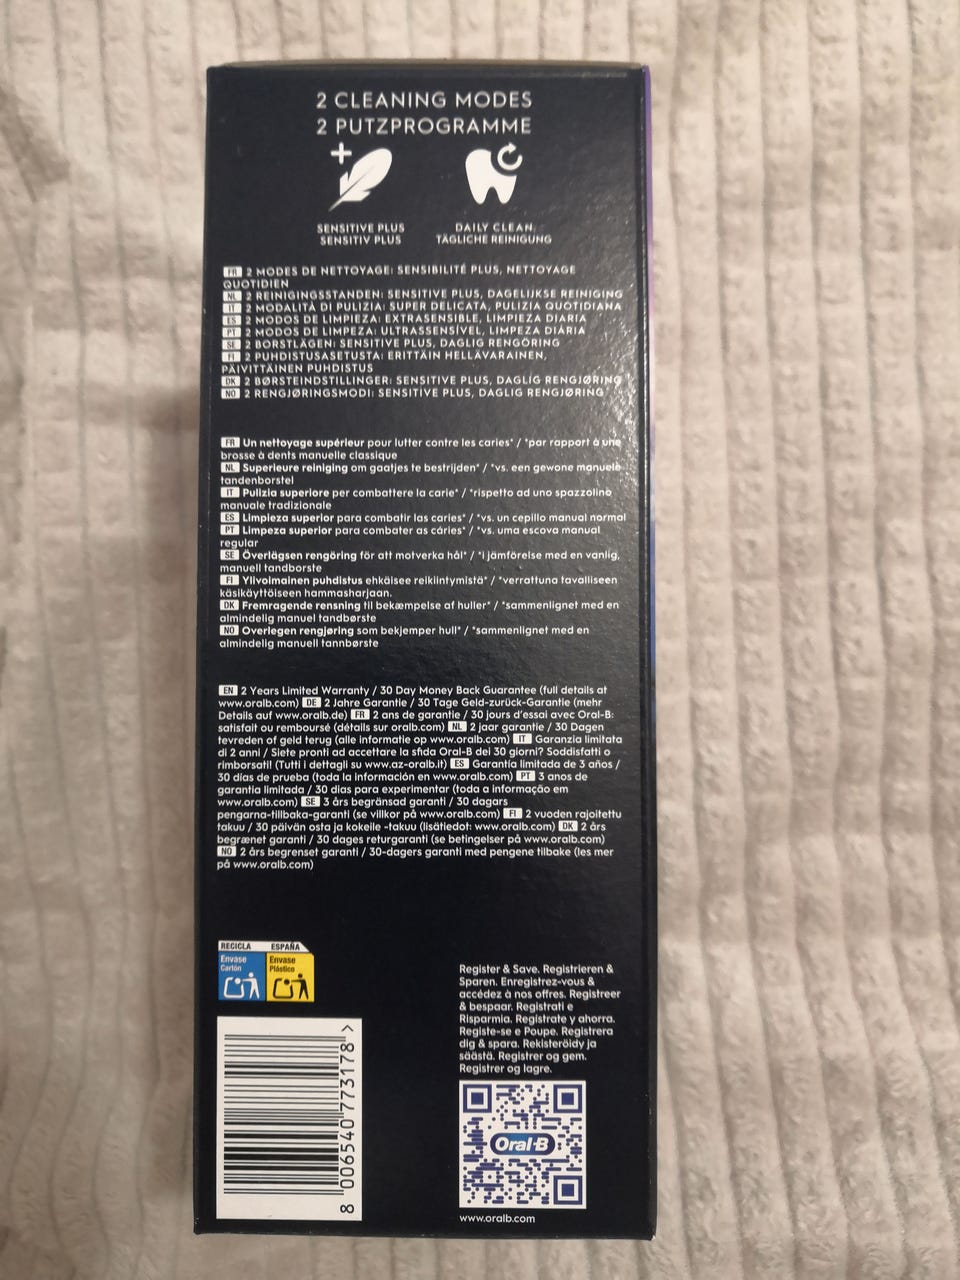 2 CLEANING MODES
2 PUTZPROGRAMME
SENSITIVE PLUS
SENSITIV PLUS
DAILY CLEAN
TÄGLICHE REINIGUNG
FR 2 MODES DE NETTOYAGE: SENSIBILITÉ PLUS, NETTOYAGE
QUOTIDIEN
NL 2 REINIGINGSSTANDEN: SENSITIVE PLUS, DAGELIJKSE REINIGING
IT 2 MODALITÀ DI PULIZIA: SUPER DELICATA, PULIZIA QUOTIDIANA
ES 2 MODOS DE LIMPIEZA: EXTRASENSIBLE, LIMPIEZA DIARIA
PT 2 MODOS DE LIMPEZA: ULTRASSENSÍVEL, LIMPEZA DIÁRIA
SE 2 BORSTLÄGEN: SENSITIVE PLUS, DAGLIG RENGÖRING
FI 2 PUHDISTUSASETUSTA: ERITTÄIN HELLÄVARAINEN,
PÄIVITTÄINEN PUHDISTUS
DK 2 BØRSTEINDSTILLINGER: SENSITIVE PLUS, DAGLIG RENGJØRING
NO 2 RENGJØRINGSMODI: SENSITIVE PLUS, DAGLIG RENGJØRING
FR Un nettoyage supérieur pour lutter contre les caries* / *par rapport à une
brosse à dents manuelle classique
NL Superieure reiniging om gaatjes te bestrijden* / *vs. een gewone manuele
tandenborstel
IT Pulizia superiore per combattere la carie* / *rispetto ad uno spazzolino
manuale tradizionale
ES Limpieza superior para combatir las caries* / *vs. un cepillo manual normal
PT Limpeza superior para combater as cáries* / *vs. uma escova manual
regular
SE Överlägsen rengöring för att motverka hål* / *i jämförelse med en vanlig,
manuell tandborste
FI Ylivoimainen puhdistus ehkäisee reikiintymistä* / *verrattuna tavalliseen
käsikäyttöiseen hammasharjaan.
DK Fremragende rensning til bekæmpelse af huller* / *sammenlignet med en
almindelig manuel tandbørste
NO Overlegen rengjøring som bekjemper hull* / *sammenlignet med en
almindelig manuell tannbørste
EN 2 Years Limited Warranty / 30 Day Money Back Guarantee (full details at
www.oralb.com) DE 2 Jahre Garantie / 30 Tage Geld-zurück-Garantie (mehr
Details auf www.oralb.de) FR 2 ans de garantie / 30 jours d'essai avec Oral-B:
satisfait ou remboursé (détails sur oralb.com) NL 2 jaar garantie / 30 Dagen
tevreden of geld terug (alle informatie op www.oralb.com) IT Garanzia limitata
di 2 anni / Siete pronti ad accettare la sfida Oral-B dei 30 giorni? Soddisfatti o
rimborsati! (Tutti i dettagli su www.az-oralb.it) ES Garantía limitada de 3 años /
30 días de prueba (toda la información en www.oralb.com) PT 3 anos de
garantia limitada / 30 dias para experimentar (toda a informação em
www.oralb.com) SE 3 års begränsad garanti / 30 dagars
pengarna-tillbaka-garanti (se villkor på www.oralb.com) FI 2 vuoden rajoitettu
takuu / 30 päivän osta ja kokeile -takuu (lisätiedot: www.oralb.com) DK 2 års
begrænet garanti / 30 dages returgaranti (se betingelser på www.oralb.com)
NO 2 års begrenset garanti / 30-dagers garanti med pengene tilbake (les mer
på www.oralb.com)
RECICLA ESPAÑA
Envase
Cartón
Envase
Plástico
8 006540 773178 >
Register & Save. Registrieren &
Sparen. Enregistrez-vous &
accédez à nos offres. Registreer
& bespaar. Registrati e
Risparmia. Regístrate y ahorra.
Registe-se e Poupe. Registrera
dig & spara. Rekisteröidy ja
säästä. Registrer og gem.
Registrer og lagre.
Oral-B
www.oralb.com